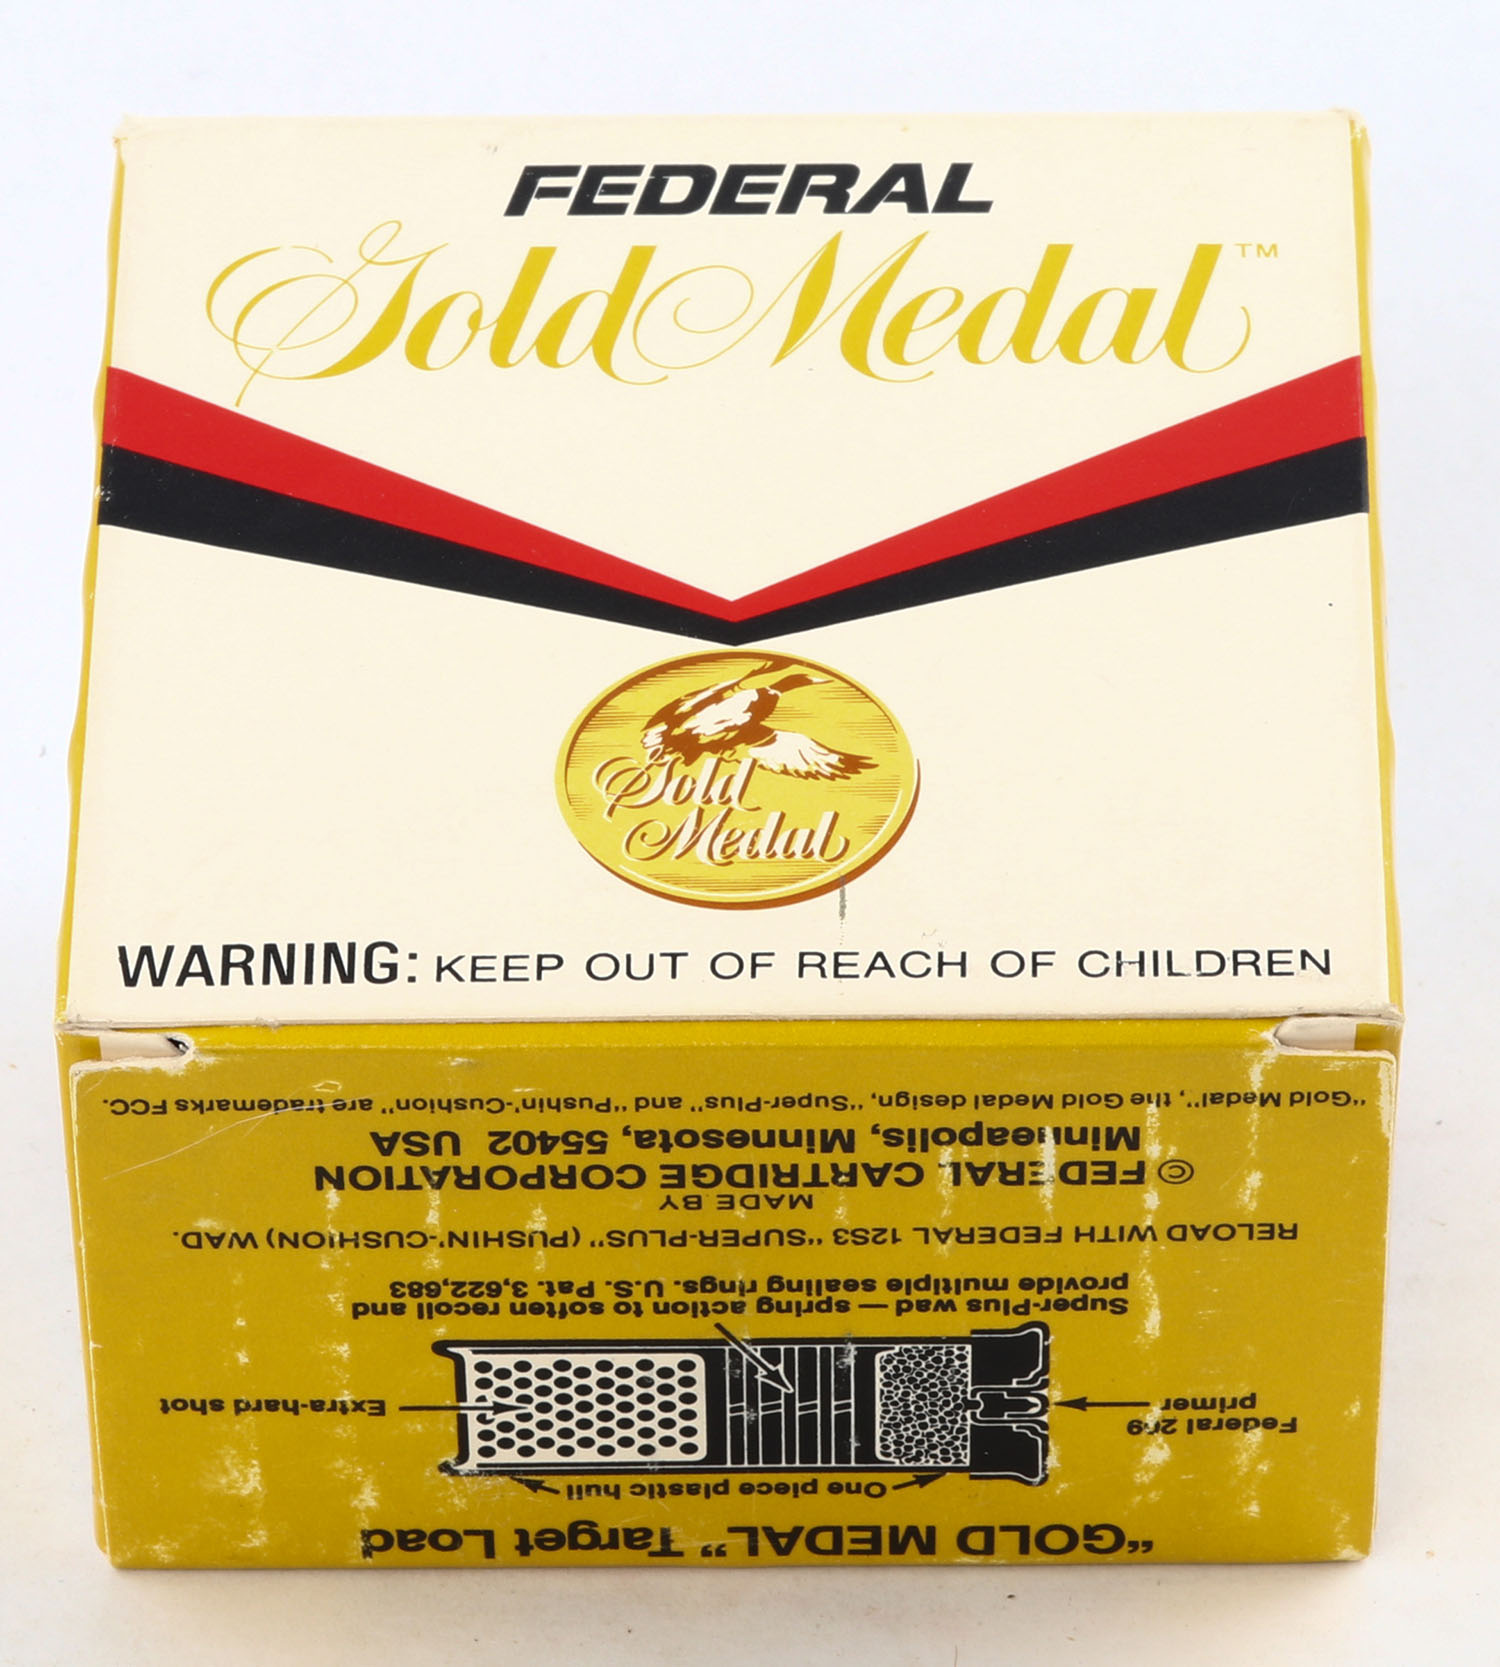 FEDERAL
Gold Medal™
Gold
Medal
WARNING: KEEP OUT OF REACH OF CHILDREN
"GOLD MEDAL" Target Load
One piece plastic hull
Federal 209
primer
Extra-hard shot
Super-Plus wad — spring action to soften recoil and
provide multiple sealing rings. U.S. Pat. 3,622,683
RELOAD WITH FEDERAL 12S3 "SUPER-PLUS" (PUSHIN'-CUSHION) WAD.
MADE BY
© FEDERAL CARTRIDGE CORPORATION
Minneapolis, Minnesota, 55402 USA
"Gold Medal", the Gold Medal design, "Super-Plus" and "Pushin'-Cushion" are trademarks FCC.